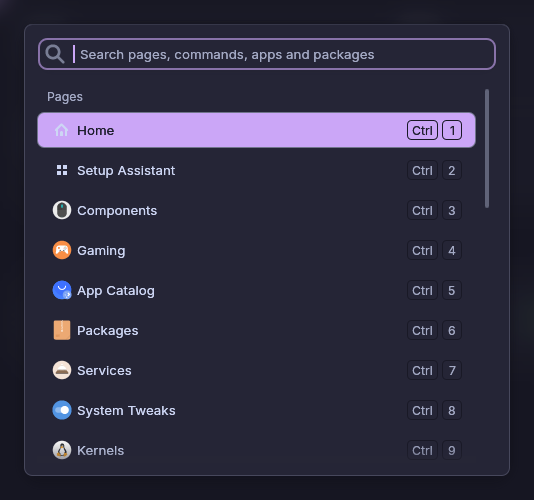 Search pages, commands, apps and packages
Pages
Home Ctrl 1
Setup Assistant Ctrl 2
Components Ctrl 3
Gaming Ctrl 4
App Catalog Ctrl 5
Packages Ctrl 6
Services Ctrl 7
System Tweaks Ctrl 8
Kernels Ctrl 9